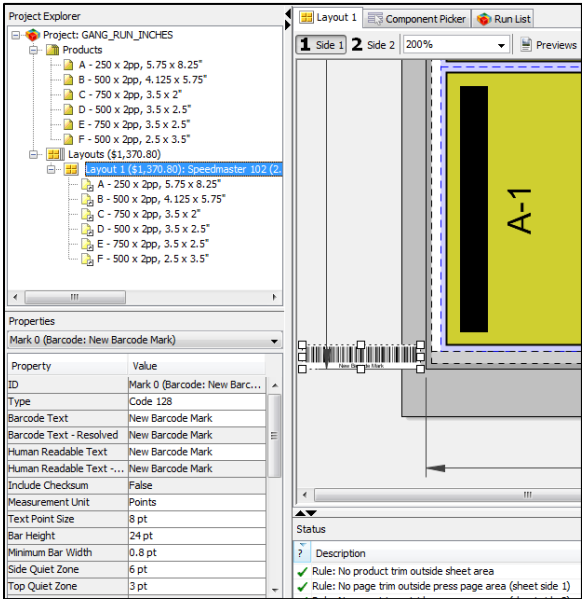 Project Explorer
Project: GANG_RUN_INCHES
Products
A - 250 x 2pp, 5.75 x 8.25"
B - 500 x 2pp, 4.125 x 5.75"
C - 750 x 2pp, 3.5 x 2"
D - 500 x 2pp, 3.5 x 2.5"
E - 750 x 2pp, 3.5 x 2.5"
F - 500 x 2pp, 2.5 x 3.5"
Layouts ($1,370.80)
Layout 1 ($1,370.80): Speedmaster 102 (2.
A - 250 x 2pp, 5.75 x 8.25"
B - 500 x 2pp, 4.125 x 5.75"
C - 750 x 2pp, 3.5 x 2"
D - 500 x 2pp, 3.5 x 2.5"
E - 750 x 2pp, 3.5 x 2.5"
F - 500 x 2pp, 2.5 x 3.5"
Properties
Mark 0 (Barcode: New Barcode Mark)
Property Value
ID Mark 0 (Barcode: New Barc...
Type Code 128
Barcode Text New Barcode Mark
Barcode Text - Resolved New Barcode Mark
Human Readable Text New Barcode Mark
Human Readable Text -... New Barcode Mark
Include Checksum False
Measurement Unit Points
Text Point Size 8 pt
Bar Height 24 pt
Minimum Bar Width 0.8 pt
Side Quiet Zone 6 pt
Top Quiet Zone 3 pt
Layout 1 Component Picker Run List
1 Side 1 2 Side 2 200% Previews
A-1
New Barcode Mark
Status
? Description
Rule: No product trim outside sheet area
Rule: No page trim outside press page area (sheet side 1)